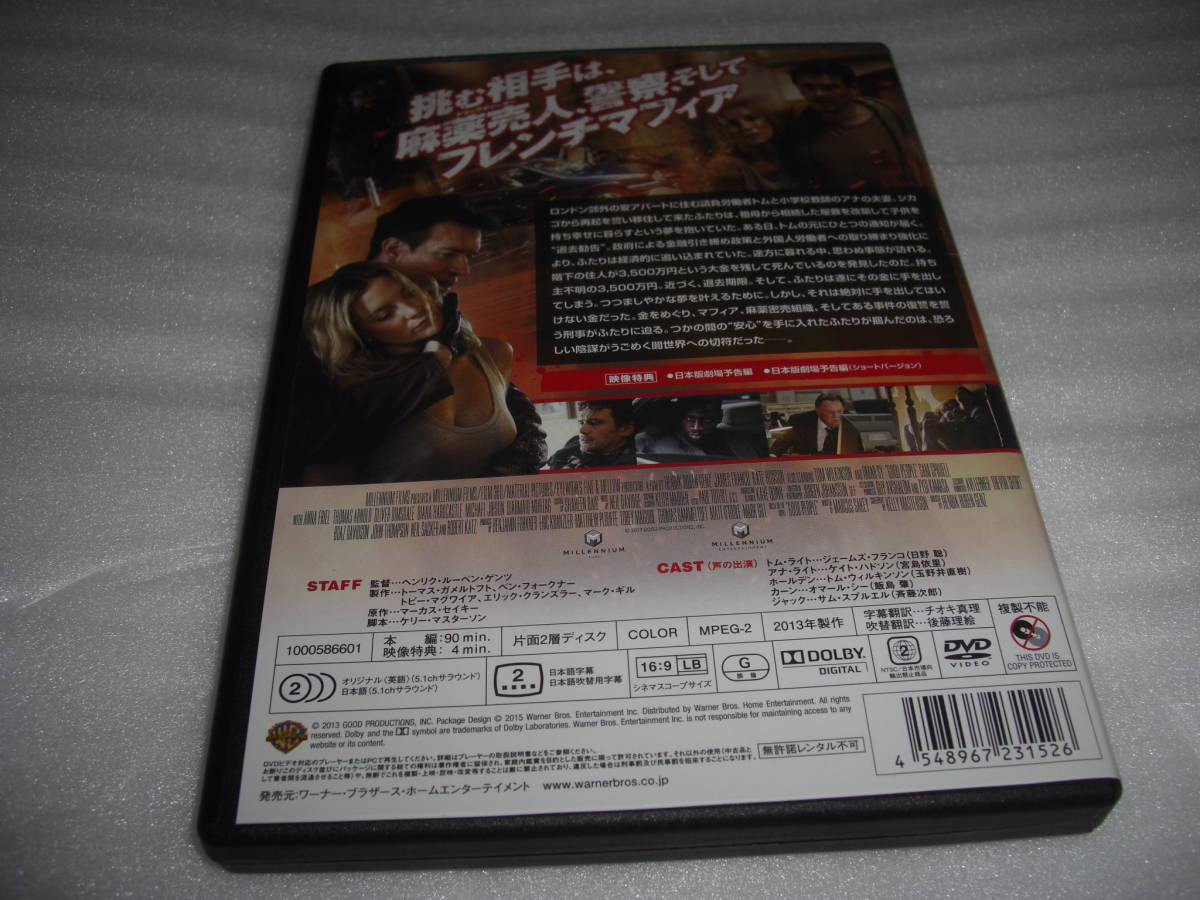 挑む相手は、
麻薬売人、警察、そして
フレンチマフィア
ロンドン郊外の安アパートに住む請負労働者トムと小学校教師のアナの夫妻。シカ
ゴから再起を誓い移住して来たふたりは、祖母から相続した屋敷を改築して子供を
持ち幸せに暮らすという夢を抱いていた。ある日、トムの元にひとつの通知が届く。
“退去勧告”。政府による金融引き締め政策と外国人労働者への取り締まり強化に
より、ふたりは経済的に追い込まれていた。途方に暮れる中、思わぬ事態が訪れる。
階下の住人が3,500万円という大金を残して死んでいるのを発見したのだ。持ち
主不明の3,500万円。近づく、退去期限。そして、ふたりは遂にその金に手を出し
てしまう。つつましやかな夢を叶えるために。しかし、それは絶対に手を出してはい
けない金だった。金をめぐり、マフィア、麻薬密売組織、そしてある事件の復讐を誓
う刑事がふたりに迫る。つかの間の“安心”を手に入れたふたりが掴んだのは、恐ろ
しい陰謀がうごめく闇世界への切符だった──。
映像特典 ●日本版劇場予告編 ●日本版劇場予告編(ショートバージョン)
© 2013 GOOD PRODUCTIONS, INC.
MILLENNIUM
FILMS
MILLENNIUM
ENTERTAINMENT
STAFF
監督−ヘンリク・ルーベン・ゲンツ
製作−トーマス・ガメルトフト、ベン・フォークナー
トビー・マグワイア、エリック・クランズラー、マーク・ギル
原作−マーカス・セイキー
脚本−ケリー・マスターソン
CAST(声の出演)
トム・ライト−ジェームズ・フランコ(日野 聡)
アナ・ライト−ケイト・ハドソン(宮島依里)
ホールデン−トム・ウィルキンソン(玉野井直樹)
カーン−オマール・シー(飯島 肇)
ジャック−サム・スプルエル(斉藤次郎)
1000586601
本 編:90 min.
映像特典: 4 min.
片面2層ディスク
COLOR
MPEG-2
2013年製作
字幕翻訳−チオキ真理
吹替翻訳−後藤理絵
複製不能
THIS DVD IS
COPY PROTECTED
2
オリジナル(英語)(5.1chサラウンド)
日本語(5.1chサラウンド)
2
日本語字幕
日本語吹替用字幕
16:9 LB
シネマスコープサイズ
G
映倫
DOLBY
DIGITAL
2
NTSC/日本市場向
輸出禁止商品
DVD
VIDEO
© 2013 GOOD PRODUCTIONS, INC. Package Design © 2015 Warner Bros. Entertainment Inc. Distributed by Warner Bros. Home Entertainment. All rights
reserved. Dolby and the DD symbol are trademarks of Dolby Laboratories. Warner Bros. Entertainment Inc. is not responsible for maintaining access to any
website or its content.
無許諾レンタル不可
4 548967 231526
発売元:ワーナー・ブラザース・ホームエンターテイメント
www.warnerbros.co.jp